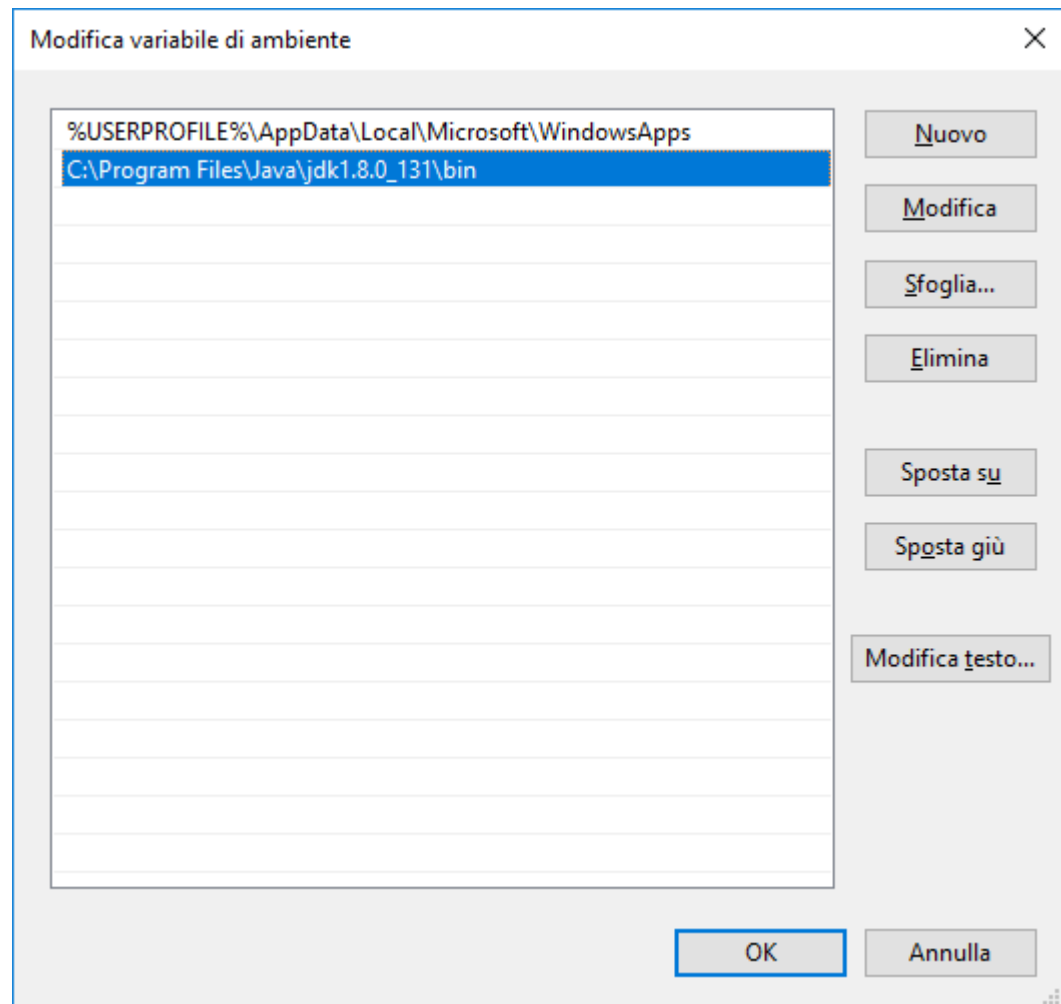 Modifica variabile di ambiente
%USERPROFILE%\AppData\Local\Microsoft\WindowsApps
C:\Program Files\Java\jdk1.8.0_131\bin
Nuovo
Modifica
Sfoglia...
Elimina
Sposta su
Sposta giù
Modifica testo...
OK
Annulla